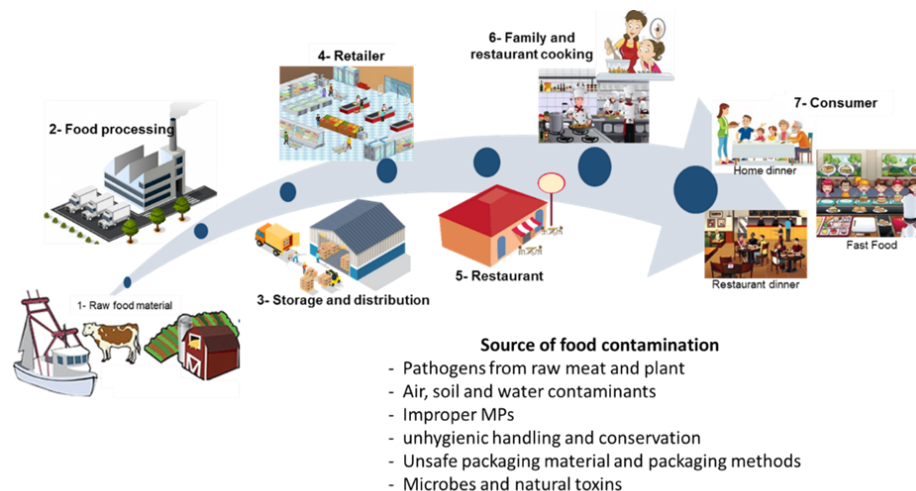 1- Raw food material
2- Food processing
3- Storage and distribution
4- Retailer
5- Restaurant
6- Family and
restaurant cooking
7- Consumer
Home dinner
Fast Food
Restaurant dinner
Source of food contamination
- Pathogens from raw meat and plant
- Air, soil and water contaminants
- Improper MPs
- unhygienic handling and conservation
- Unsafe packaging material and packaging methods
- Microbes and natural toxins